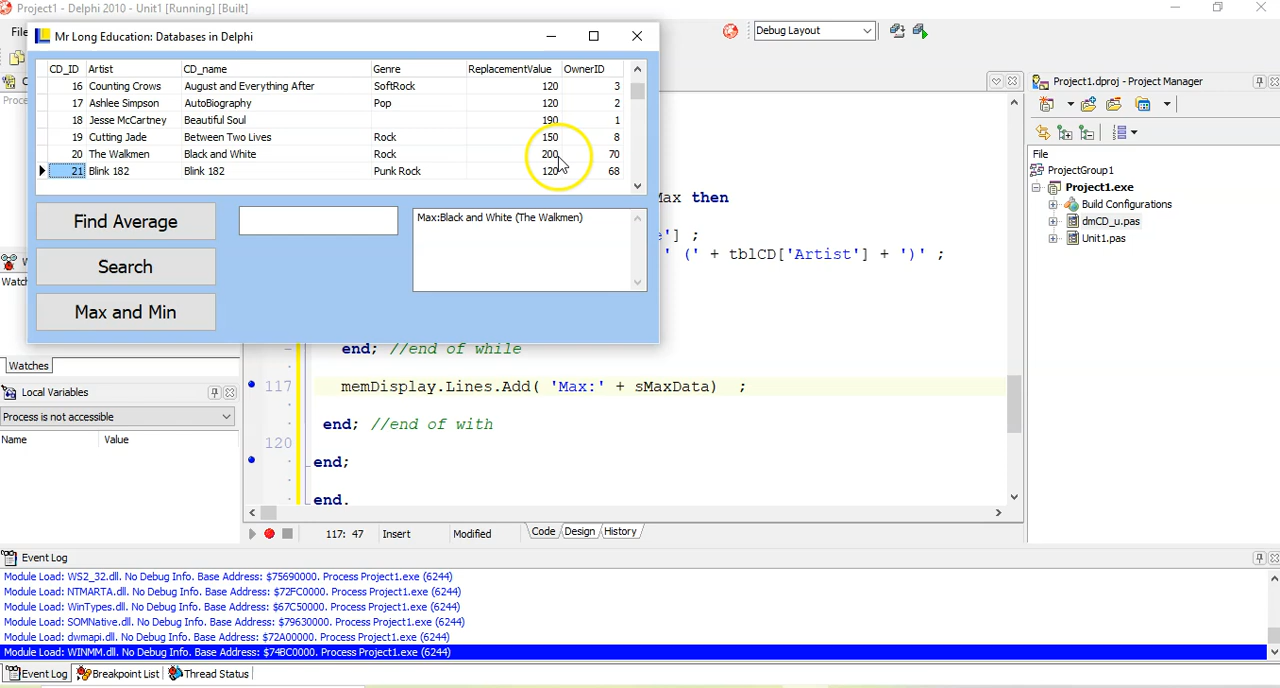 Project1 - Delphi 2010 - Unit1 [Running] [Built]
File
Debug Layout
Mr Long Education: Databases in Delphi
CD_ID Artist CD_name Genre ReplacementValue OwnerID
16 Counting Crows August and Everything After SoftRock 120 3
17 Ashlee Simpson AutoBiography Pop 120 2
18 Jesse McCartney Beautiful Soul 190 1
19 Cutting Jade Between Two Lives Rock 150 8
20 The Walkmen Black and White Rock 200 70
21 Blink 182 Blink 182 Punk Rock 120 68
Find Average
Search
Max and Min
Max:Black and White (The Walkmen)
Max then
e'] ;
' (' + tblCD['Artist'] + ')' ;
end; //end of while
117 memDisplay.Lines.Add( 'Max:' + sMaxData) ;
end; //end of with
120
end;
end.
117: 47 Insert Modified Code Design History
Project1.dproj - Project Manager
File
ProjectGroup1
Project1.exe
Build Configurations
dmCD_u.pas
Unit1.pas
Watches
Local Variables
Process is not accessible
Name Value
Event Log
Module Load: WS2_32.dll. No Debug Info. Base Address: $75690000. Process Project1.exe (6244)
Module Load: NTMARTA.dll. No Debug Info. Base Address: $72FC0000. Process Project1.exe (6244)
Module Load: WinTypes.dll. No Debug Info. Base Address: $67C50000. Process Project1.exe (6244)
Module Load: SOMNative.dll. No Debug Info. Base Address: $79630000. Process Project1.exe (6244)
Module Load: dwmapi.dll. No Debug Info. Base Address: $72A00000. Process Project1.exe (6244)
Module Load: WINMM.dll. No Debug Info. Base Address: $74BC0000. Process Project1.exe (6244)
Event Log Breakpoint List Thread Status